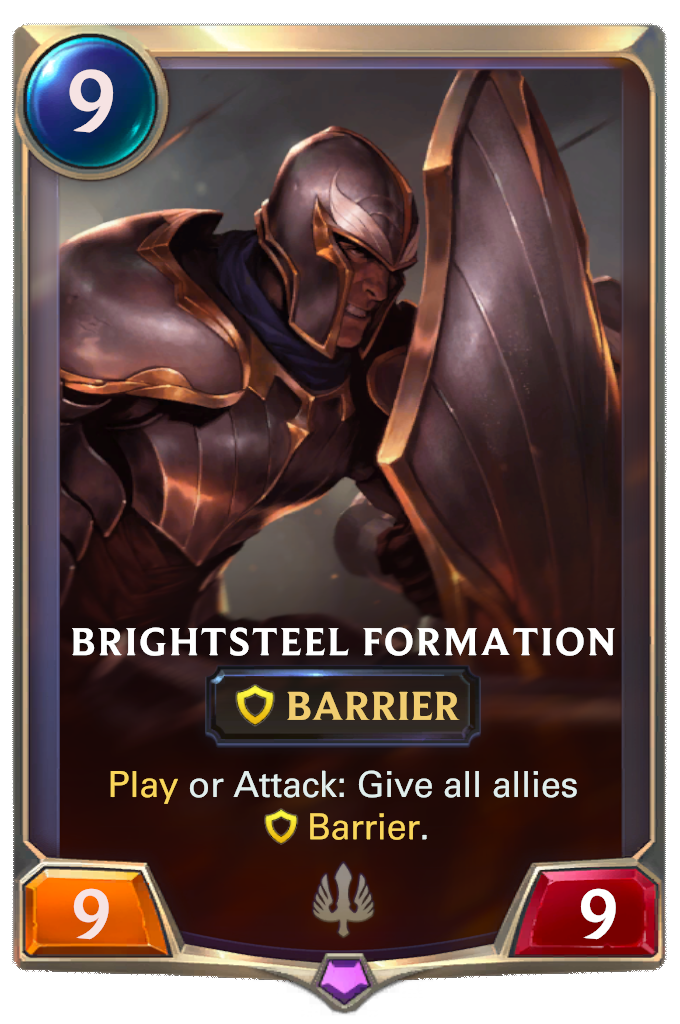 9
BRIGHTSTEEL FORMATION
BARRIER
Play or Attack: Give all allies
Barrier.
9 9